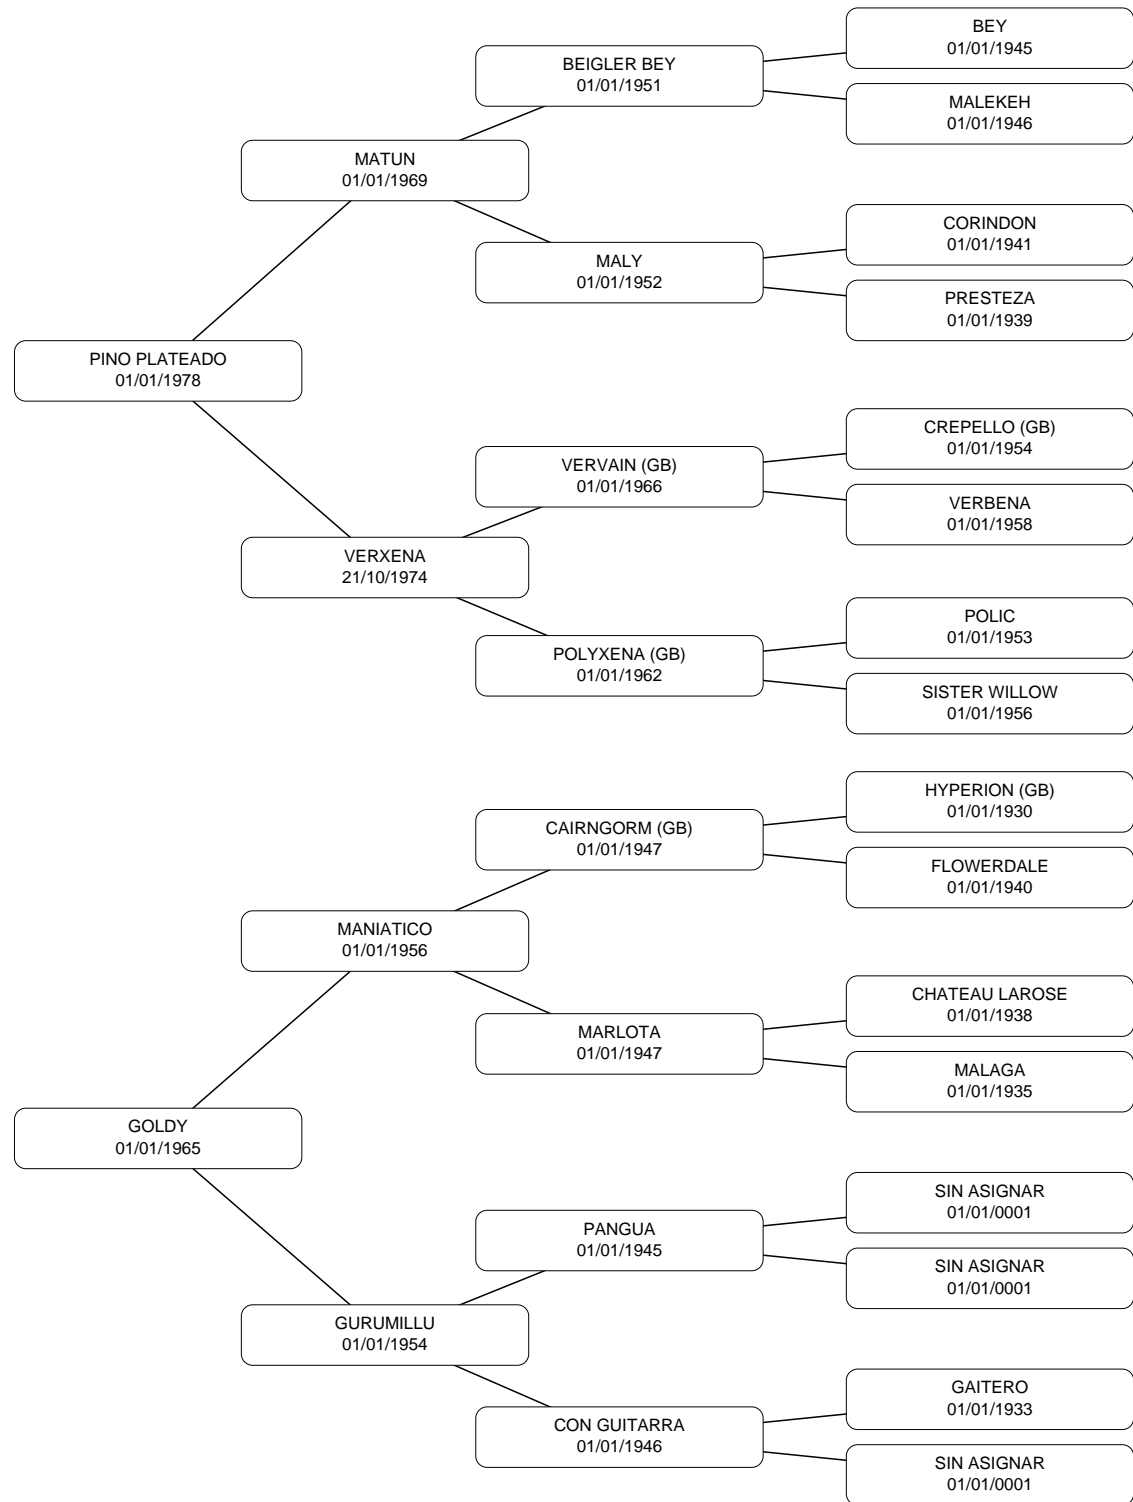 BEY
01/01/1945
BEIGLER BEY
01/01/1951
MALEKEH
01/01/1946
MATUN
01/01/1969
CORINDON
01/01/1941
MALY
01/01/1952
PRESTEZA
01/01/1939
PINO PLATEADO
01/01/1978
CREPELLO (GB)
01/01/1954
VERVAIN (GB)
01/01/1966
VERBENA
01/01/1958
VERXENA
21/10/1974
POLIC
01/01/1953
POLYXENA (GB)
01/01/1962
SISTER WILLOW
01/01/1956
HYPERION (GB)
01/01/1930
CAIRNGORM (GB)
01/01/1947
FLOWERDALE
01/01/1940
MANIATICO
01/01/1956
CHATEAU LAROSE
01/01/1938
MARLOTA
01/01/1947
MALAGA
01/01/1935
GOLDY
01/01/1965
SIN ASIGNAR
01/01/0001
PANGUA
01/01/1945
SIN ASIGNAR
01/01/0001
GURUMILLU
01/01/1954
GAITERO
01/01/1933
CON GUITARRA
01/01/1946
SIN ASIGNAR
01/01/0001